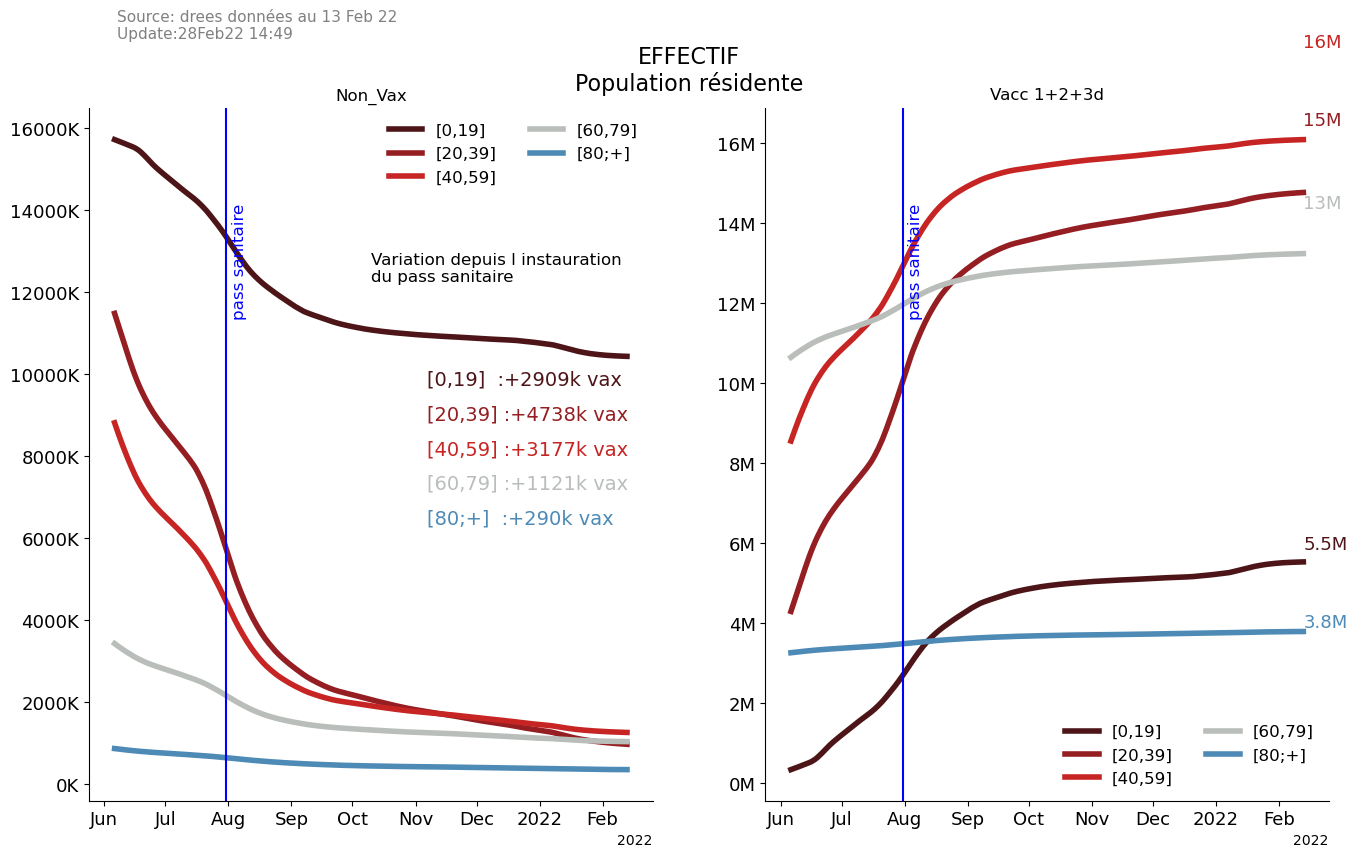 Source: drees données au 13 Feb 22
Update:28Feb22 14:49
EFFECTIF
Population résidente
Non_Vax
16000K
14000K
12000K
10000K
8000K
6000K
4000K
2000K
0K
[0,19]
[20,39]
[40,59]
[60,79]
[80;+]
pass sanitaire
Variation depuis l instauration
du pass sanitaire
[0,19]  :+2909k vax
[20,39] :+4738k vax
[40,59] :+3177k vax
[60,79] :+1121k vax
[80;+]  :+290k vax
Jun Jul Aug Sep Oct Nov Dec 2022 Feb
2022
Vacc 1+2+3d
16M
14M
12M
10M
8M
6M
4M
2M
0M
pass sanitaire
16M
15M
13M
5.5M
3.8M
[0,19]
[20,39]
[40,59]
[60,79]
[80;+]
Jun Jul Aug Sep Oct Nov Dec 2022 Feb
2022